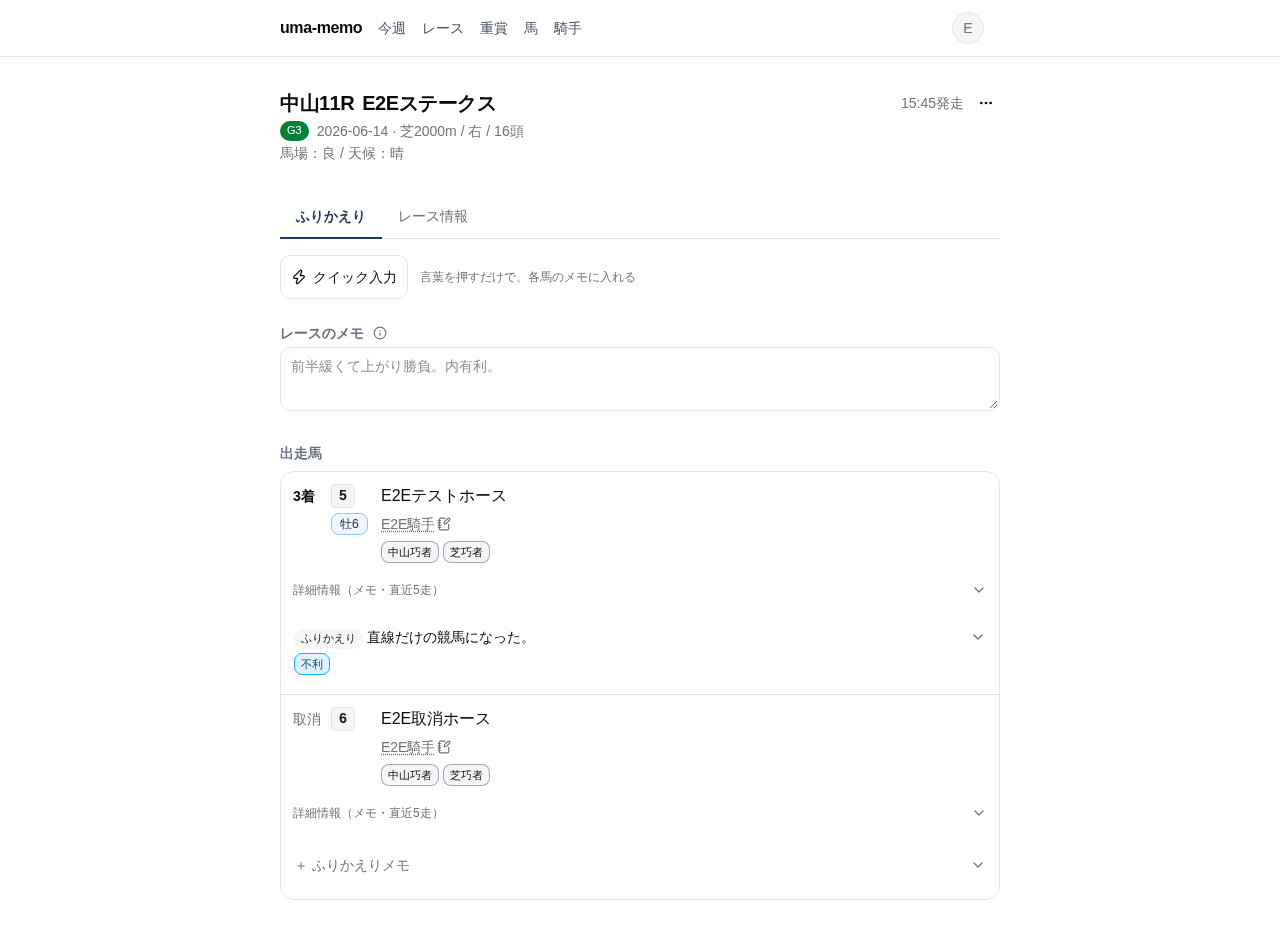 uma-memo 今週 レース 重賞 馬 騎手 E
中山11R E2Eステークス 15:45発走
G3 2026-06-14 · 芝2000m / 右 / 16頭
馬場：良 / 天候：晴
ふりかえり レース情報
クイック入力 言葉を押すだけで、各馬のメモに入れる
レースのメモ
前半緩くて上がり勝負。内有利。
出走馬
3着 5 E2Eテストホース
牡6 E2E騎手
中山巧者 芝巧者
詳細情報（メモ・直近5走）
ふりかえり 直線だけの競馬になった。
不利
取消 6 E2E取消ホース
E2E騎手
中山巧者 芝巧者
詳細情報（メモ・直近5走）
＋ ふりかえりメモ